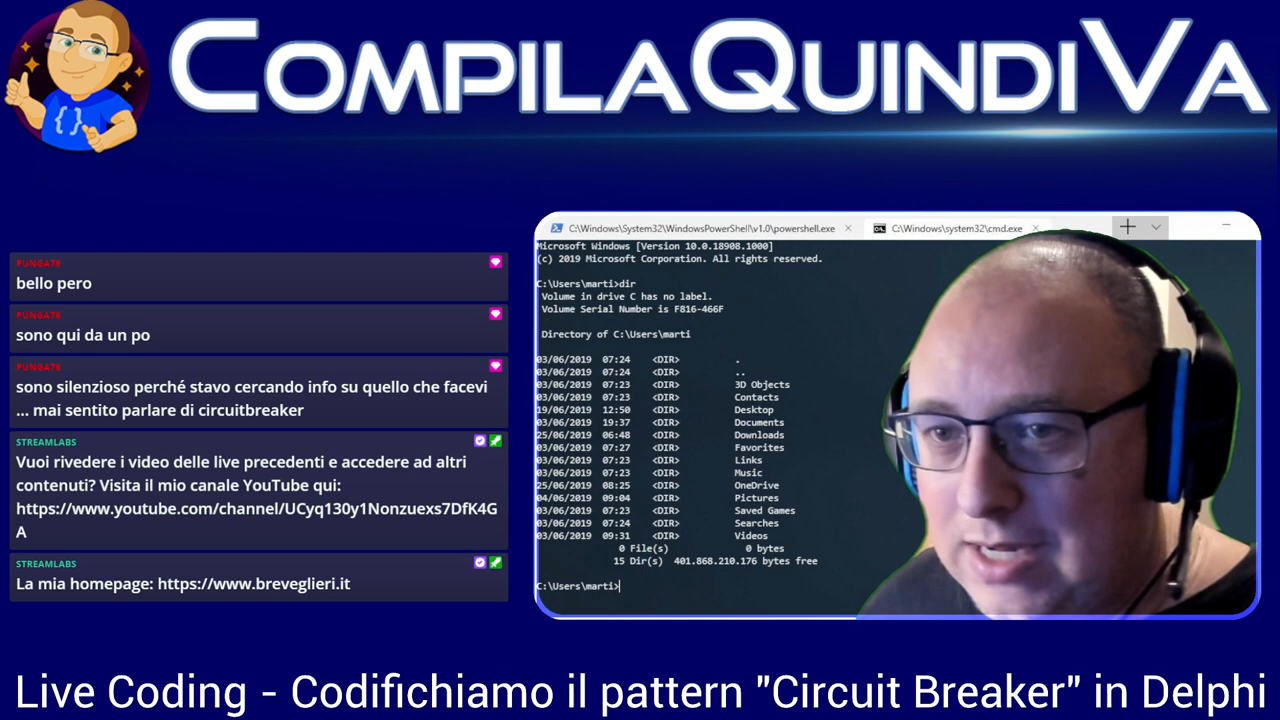 COMPILAQUINDIVA
{ }
PUNGA78
bello pero
PUNGA78
sono qui da un po
PUNGA78
sono silenzioso perché stavo cercando info su quello che facevi
... mai sentito parlare di circuitbreaker
STREAMLABS
Vuoi rivedere i video delle live precedenti e accedere ad altri
contenuti? Visita il mio canale YouTube qui:
https://www.youtube.com/channel/UCyq130y1Nonzuexs7DfK4G
A
STREAMLABS
La mia homepage: https://www.breveglieri.it
C:\Windows\System32\WindowsPowerShell\v1.0\powershell.exe
C:\Windows\system32\cmd.exe
Microsoft Windows [Version 10.0.18908.1000]
(c) 2019 Microsoft Corporation. All rights reserved.
C:\Users\marti>dir
Volume in drive C has no label.
Volume Serial Number is F816-466F
Directory of C:\Users\marti
03/06/2019 07:24 <DIR> .
03/06/2019 07:24 <DIR> ..
03/06/2019 07:23 <DIR> 3D Objects
03/06/2019 07:23 <DIR> Contacts
19/06/2019 12:50 <DIR> Desktop
03/06/2019 19:37 <DIR> Documents
25/06/2019 06:48 <DIR> Downloads
03/06/2019 07:27 <DIR> Favorites
03/06/2019 07:23 <DIR> Links
03/06/2019 07:23 <DIR> Music
25/06/2019 08:25 <DIR> OneDrive
04/06/2019 09:04 <DIR> Pictures
03/06/2019 07:23 <DIR> Saved Games
03/06/2019 07:24 <DIR> Searches
03/06/2019 09:31 <DIR> Videos
0 File(s) 0 bytes
15 Dir(s) 401.868.210.176 bytes free
C:\Users\marti>
Live Coding - Codifichiamo il pattern "Circuit Breaker" in Delphi